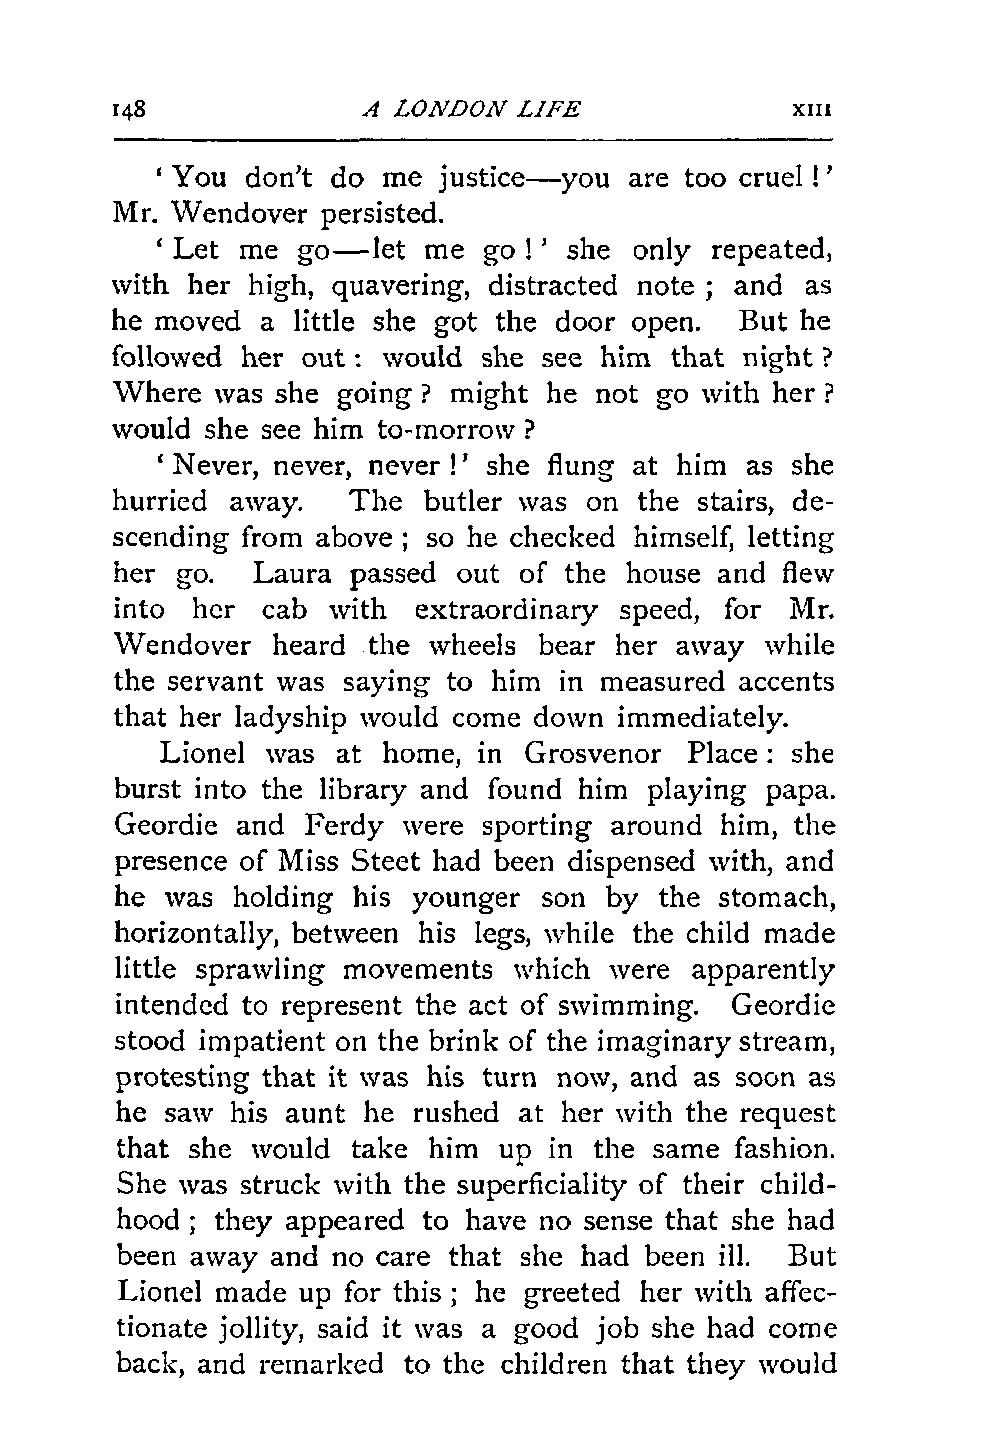 148 A LONDON LIFE XIII
‘ You don’t do me justice—you are too cruel !’
Mr. Wendover persisted.
‘ Let me go—let me go ! ’ she only repeated,
with her high, quavering, distracted note ; and as
he moved a little she got the door open. But he
followed her out : would she see him that night ?
Where was she going ? might he not go with her ?
would she see him to-morrow ?
‘ Never, never, never !’ she flung at him as she
hurried away. The butler was on the stairs, de-
scending from above ; so he checked himself, letting
her go. Laura passed out of the house and flew
into her cab with extraordinary speed, for Mr.
Wendover heard the wheels bear her away while
the servant was saying to him in measured accents
that her ladyship would come down immediately.
Lionel was at home, in Grosvenor Place : she
burst into the library and found him playing papa.
Geordie and Ferdy were sporting around him, the
presence of Miss Steet had been dispensed with, and
he was holding his younger son by the stomach,
horizontally, between his legs, while the child made
little sprawling movements which were apparently
intended to represent the act of swimming. Geordie
stood impatient on the brink of the imaginary stream,
protesting that it was his turn now, and as soon as
he saw his aunt he rushed at her with the request
that she would take him up in the same fashion.
She was struck with the superficiality of their child-
hood ; they appeared to have no sense that she had
been away and no care that she had been ill. But
Lionel made up for this ; he greeted her with affec-
tionate jollity, said it was a good job she had come
back, and remarked to the children that they would